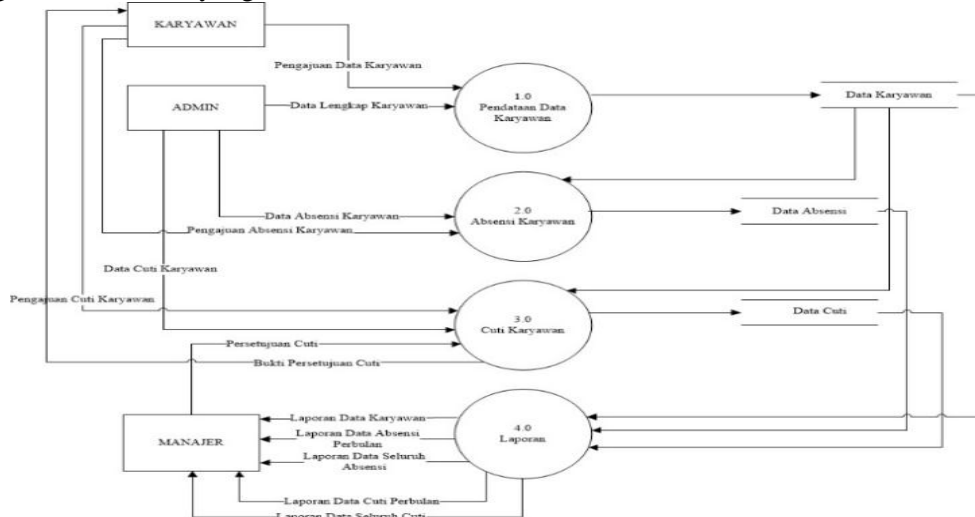 KARYAWAN
Pengajuan Data Karyawan
ADMIN
Data Lengkap Karyawan
1.0
Pendataan Data
Karyawan
Data Karyawan
Data Absensi Karyawan
Pengajuan Absensi Karyawan
2.0
Absensi Karyawan
Data Absensi
Data Cuti Karyawan
Pengajuan Cuti Karyawan
3.0
Cuti Karyawan
Data Cuti
Persetujuan Cuti
Bukti Persetujuan Cuti
MANAJER
Laporan Data Karyawan
Laporan Data Absensi
Perbulan
Laporan Data Seluruh
Absensi
4.0
Laporan
Laporan Data Cuti Perbulan
Laporan Data Seluruh Cuti